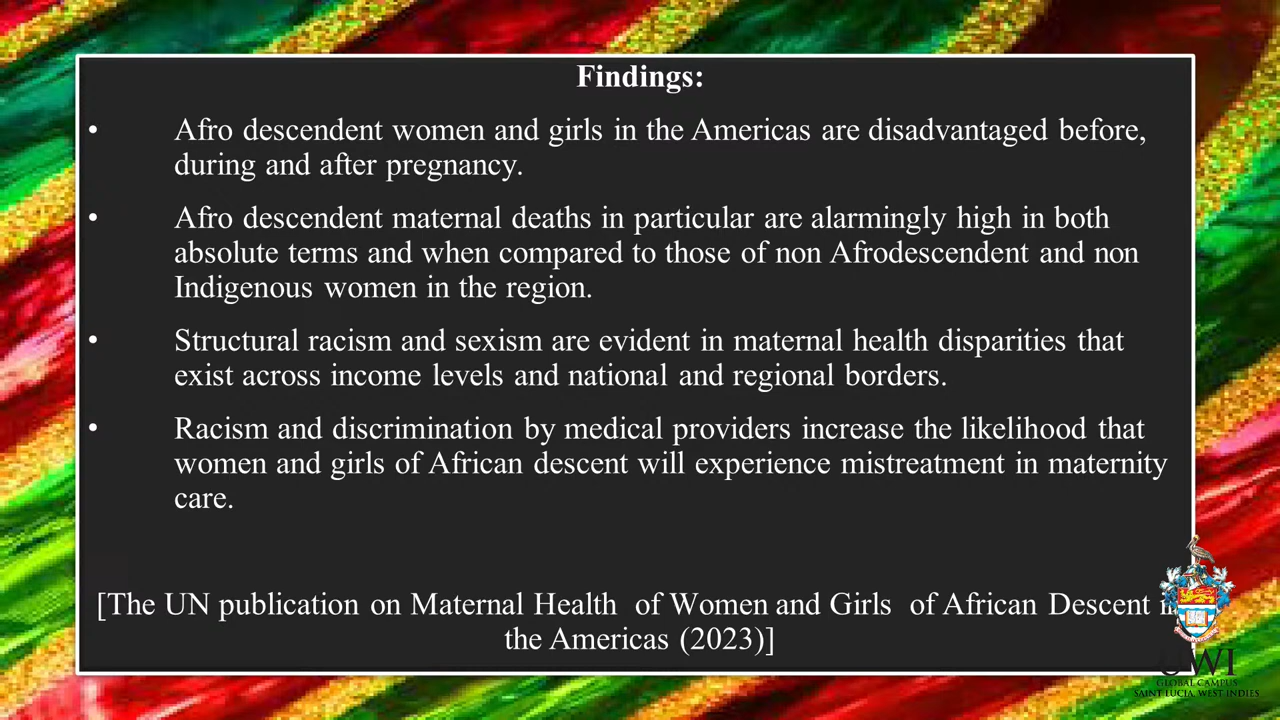 Findings:
• Afro descendent women and girls in the Americas are disadvantaged before,
during and after pregnancy.
• Afro descendent maternal deaths in particular are alarmingly high in both
absolute terms and when compared to those of non Afrodescendent and non
Indigenous women in the region.
• Structural racism and sexism are evident in maternal health disparities that
exist across income levels and national and regional borders.
• Racism and discrimination by medical providers increase the likelihood that
women and girls of African descent will experience mistreatment in maternity
care.
[The UN publication on Maternal Health of Women and Girls of African Descent in
the Americas (2023)]
UWI
GLOBAL CAMPUS
SAINT LUCIA, WEST INDIES